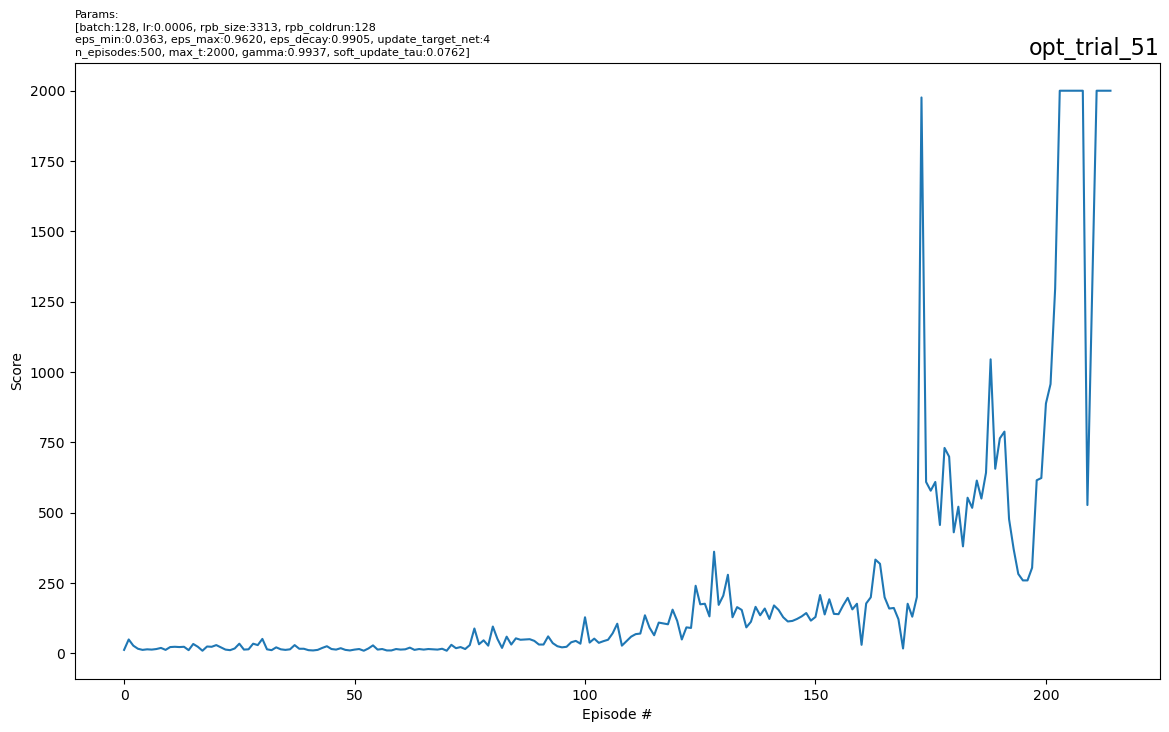 Params:
[batch:128, lr:0.0006, rpb_size:3313, rpb_coldrun:128
eps_min:0.0363, eps_max:0.9620, eps_decay:0.9905, update_target_net:4
n_episodes:500, max_t:2000, gamma:0.9937, soft_update_tau:0.0762]
opt_trial_51
2000
1750
1500
1250
1000
750
500
250
0
Score
0 50 100 150 200
Episode #